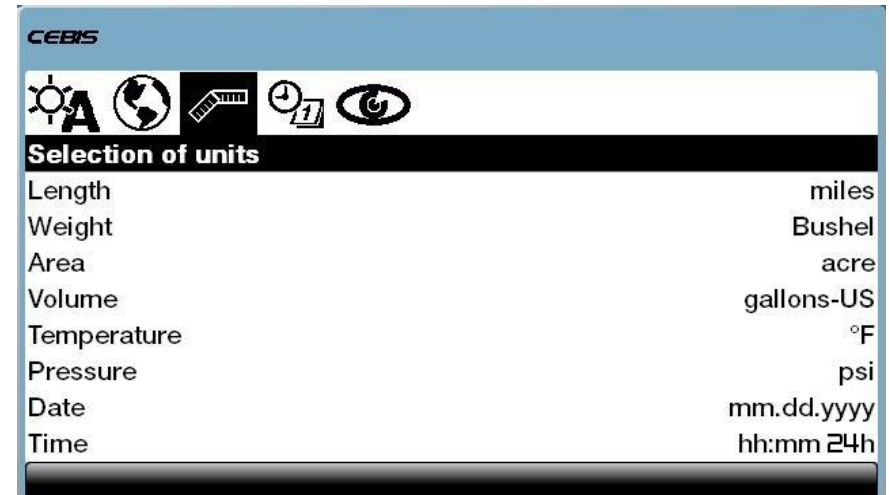 CEBIS
A 1
Selection of units
Length miles
Weight Bushel
Area acre
Volume gallons-US
Temperature °F
Pressure psi
Date mm.dd.yyyy
Time hh:mm 24h